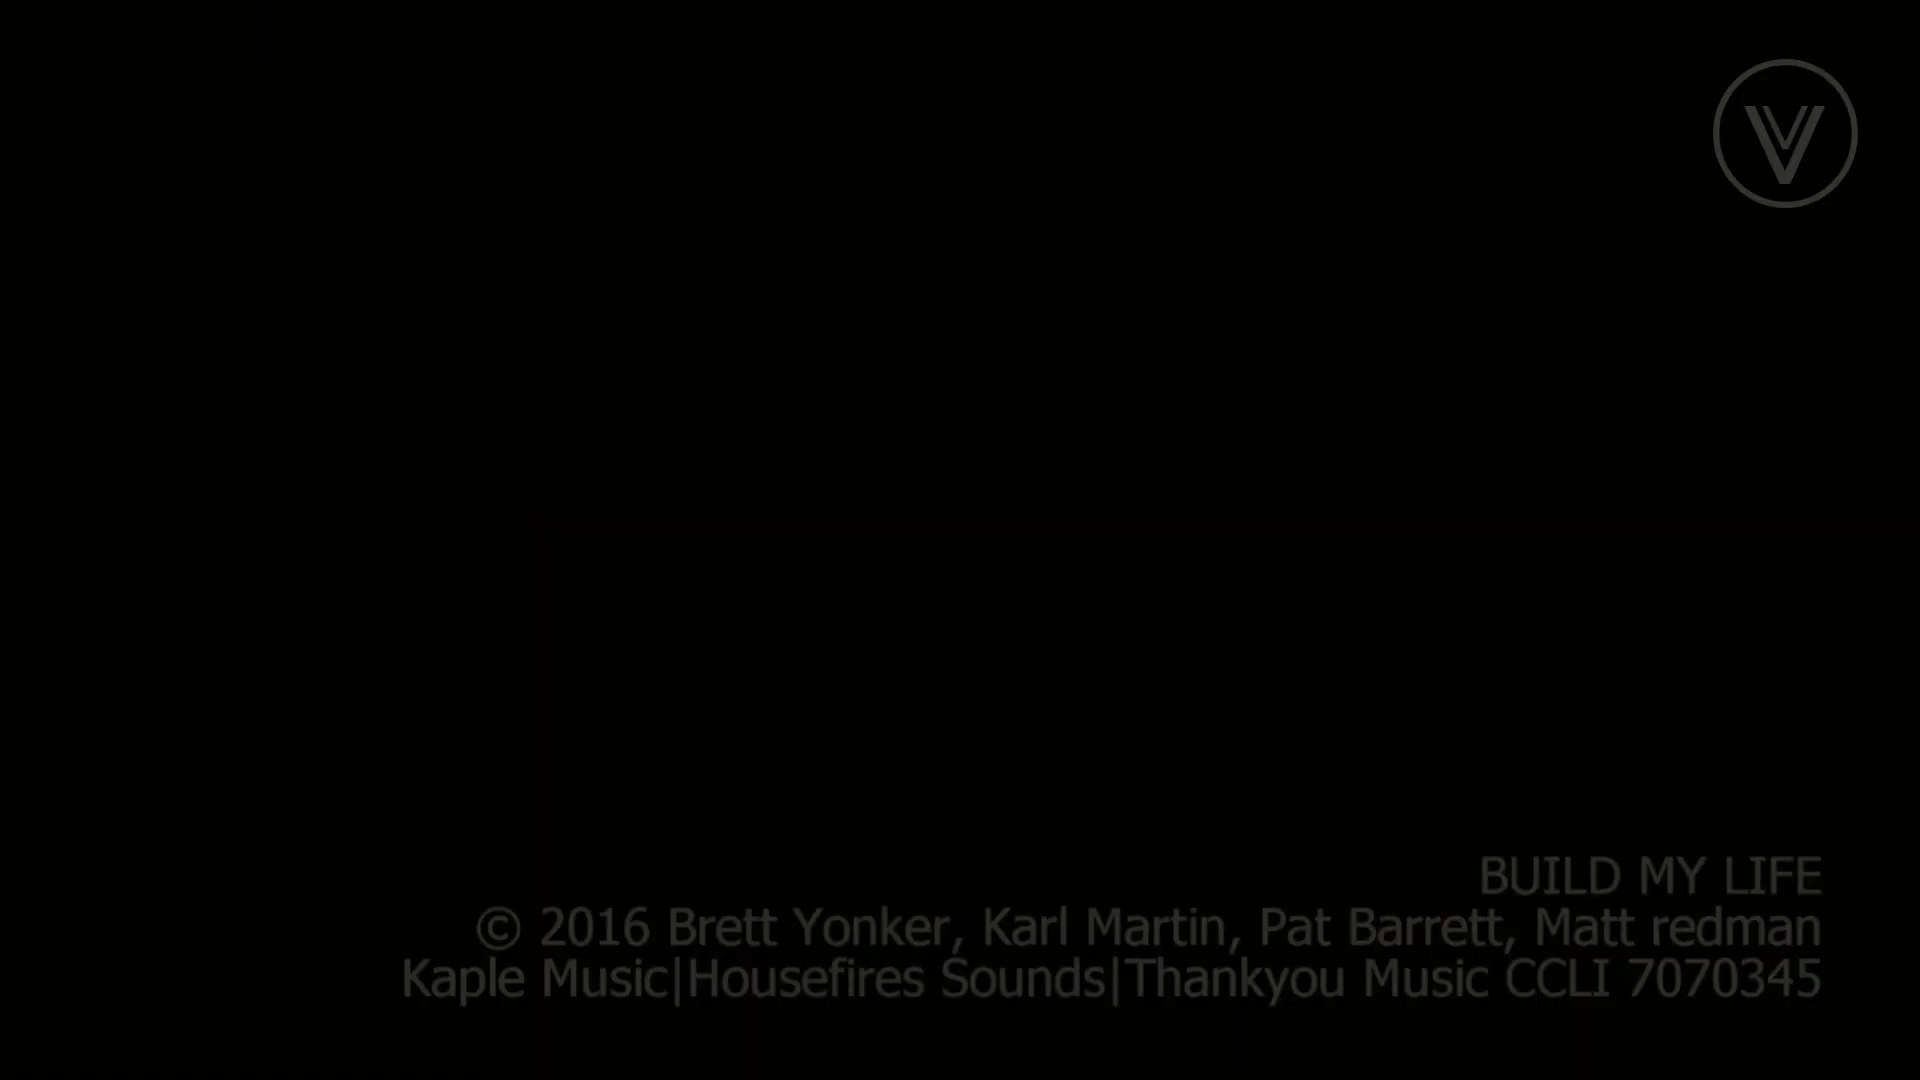 V
BUILD MY LIFE
© 2016 Brett Yonker, Karl Martin, Pat Barrett, Matt redman
Kaple Music|Housefires Sounds|Thankyou Music CCLI 7070345